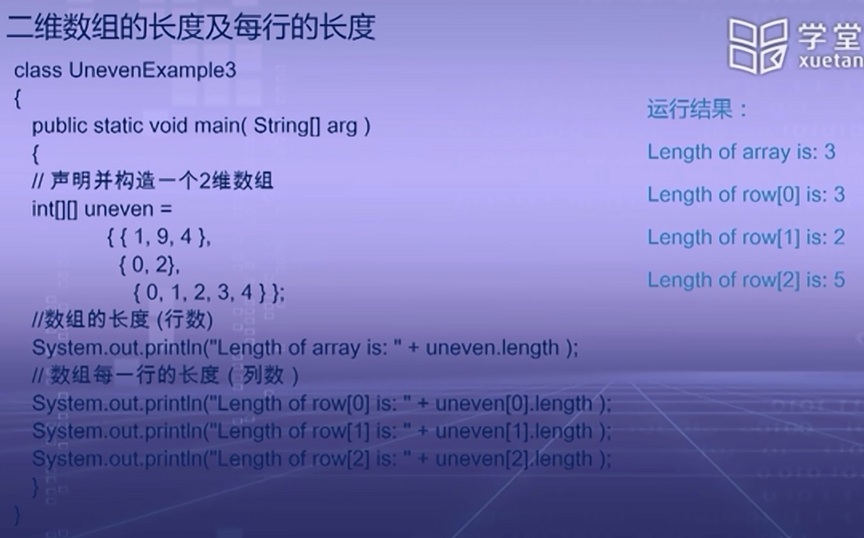 二维数组的长度及每行的长度
学堂
xuetan
class UnevenExample3
{
public static void main( String[] arg )
{
// 声明并构造一个2维数组
int[][] uneven =
{ { 1, 9, 4 },
{ 0, 2},
{ 0, 1, 2, 3, 4 } };
//数组的长度 (行数)
System.out.println("Length of array is: " + uneven.length );
// 数组每一行的长度 ( 列数 )
System.out.println("Length of row[0] is: " + uneven[0].length );
System.out.println("Length of row[1] is: " + uneven[1].length );
System.out.println("Length of row[2] is: " + uneven[2].length );
}
}
运行结果：
Length of array is: 3
Length of row[0] is: 3
Length of row[1] is: 2
Length of row[2] is: 5